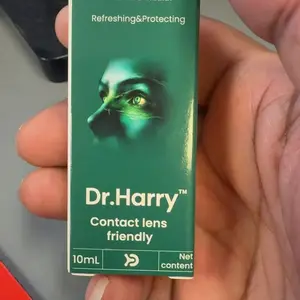 Refreshing&Protecting
Dr.Harry™
Contact lens
friendly
10mL
Net
content